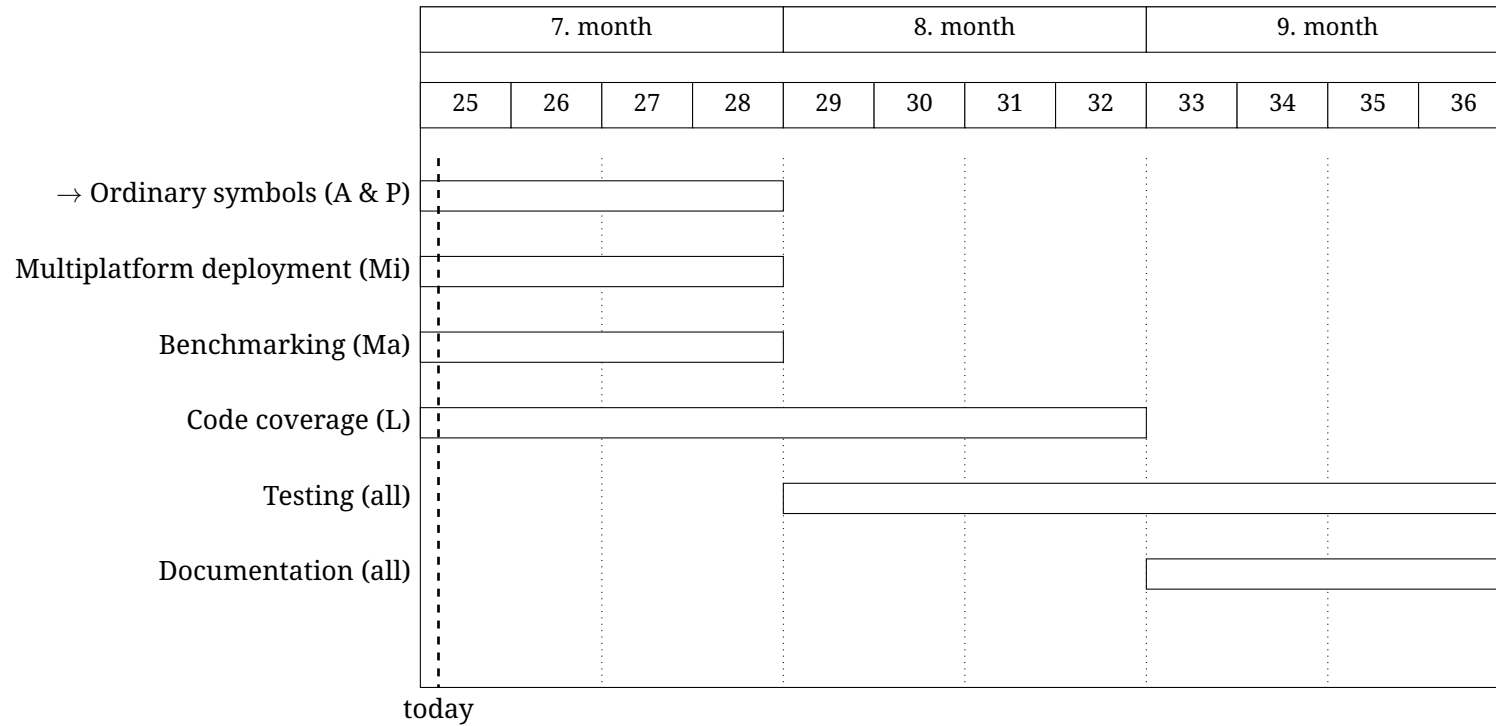 7. month 8. month 9. month
25 26 27 28 29 30 31 32 33 34 35 36
→ Ordinary symbols (A & P)
Multiplatform deployment (Mi)
Benchmarking (Ma)
Code coverage (L)
Testing (all)
Documentation (all)
today